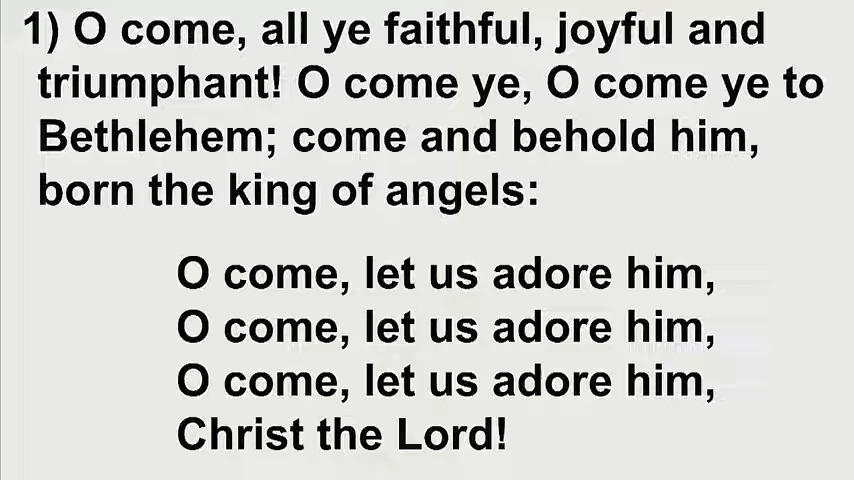 1) O come, all ye faithful, joyful and
triumphant! O come ye, O come ye to
Bethlehem; come and behold him,
born the king of angels:
O come, let us adore him,
O come, let us adore him,
O come, let us adore him,
Christ the Lord!